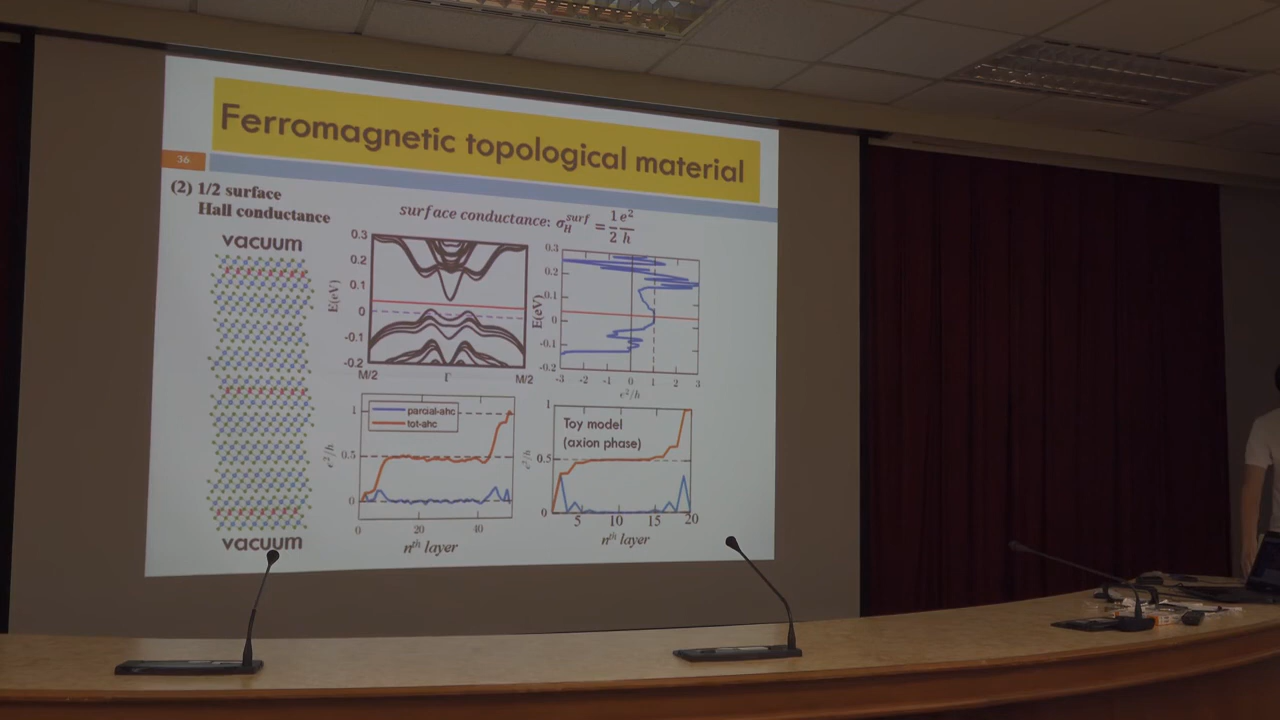 Ferromagnetic topological material
36
(2) 1/2 surface
Hall conductance
surface conductance: σ_H^surf = 1/2 e²/h
vacuum
vacuum
0.3
0.2
0.1
0
-0.1
-0.2
E(eV)
M/2 Γ M/2
0.3
0.2
0.1
0
-0.1
-0.2
E(eV)
-3 -2 -1 0 1 2 3
e²/h
parcial-ahc
tot-ahc
1
0.5
0
e²/h
0 20 40
nth layer
Toy model
(axion phase)
1
0.5
0
e²/h
5 10 15 20
nth layer